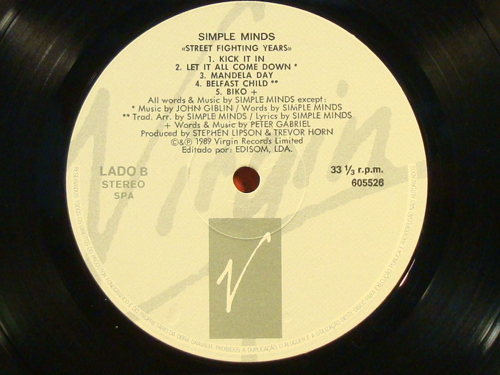 SIMPLE MINDS
«STREET FIGHTING YEARS»
1. KICK IT IN
2. LET IT ALL COME DOWN *
3. MANDELA DAY
4. BELFAST CHILD **
5. BIKO +
All words & Music by SIMPLE MINDS except:
* Music by JOHN GIBLIN / Words by SIMPLE MINDS
** Trad. Arr. by SIMPLE MINDS / Lyrics by SIMPLE MINDS
+ Words & Music by PETER GABRIEL
Produced by STEPHEN LIPSON & TREVOR HORN
©&℗ 1989 Virgin Records Limited
Editado por: EDISOM, LDA.
LADO B
STEREO
SPA
33 1/3 r.p.m.
605526
Virgin
V